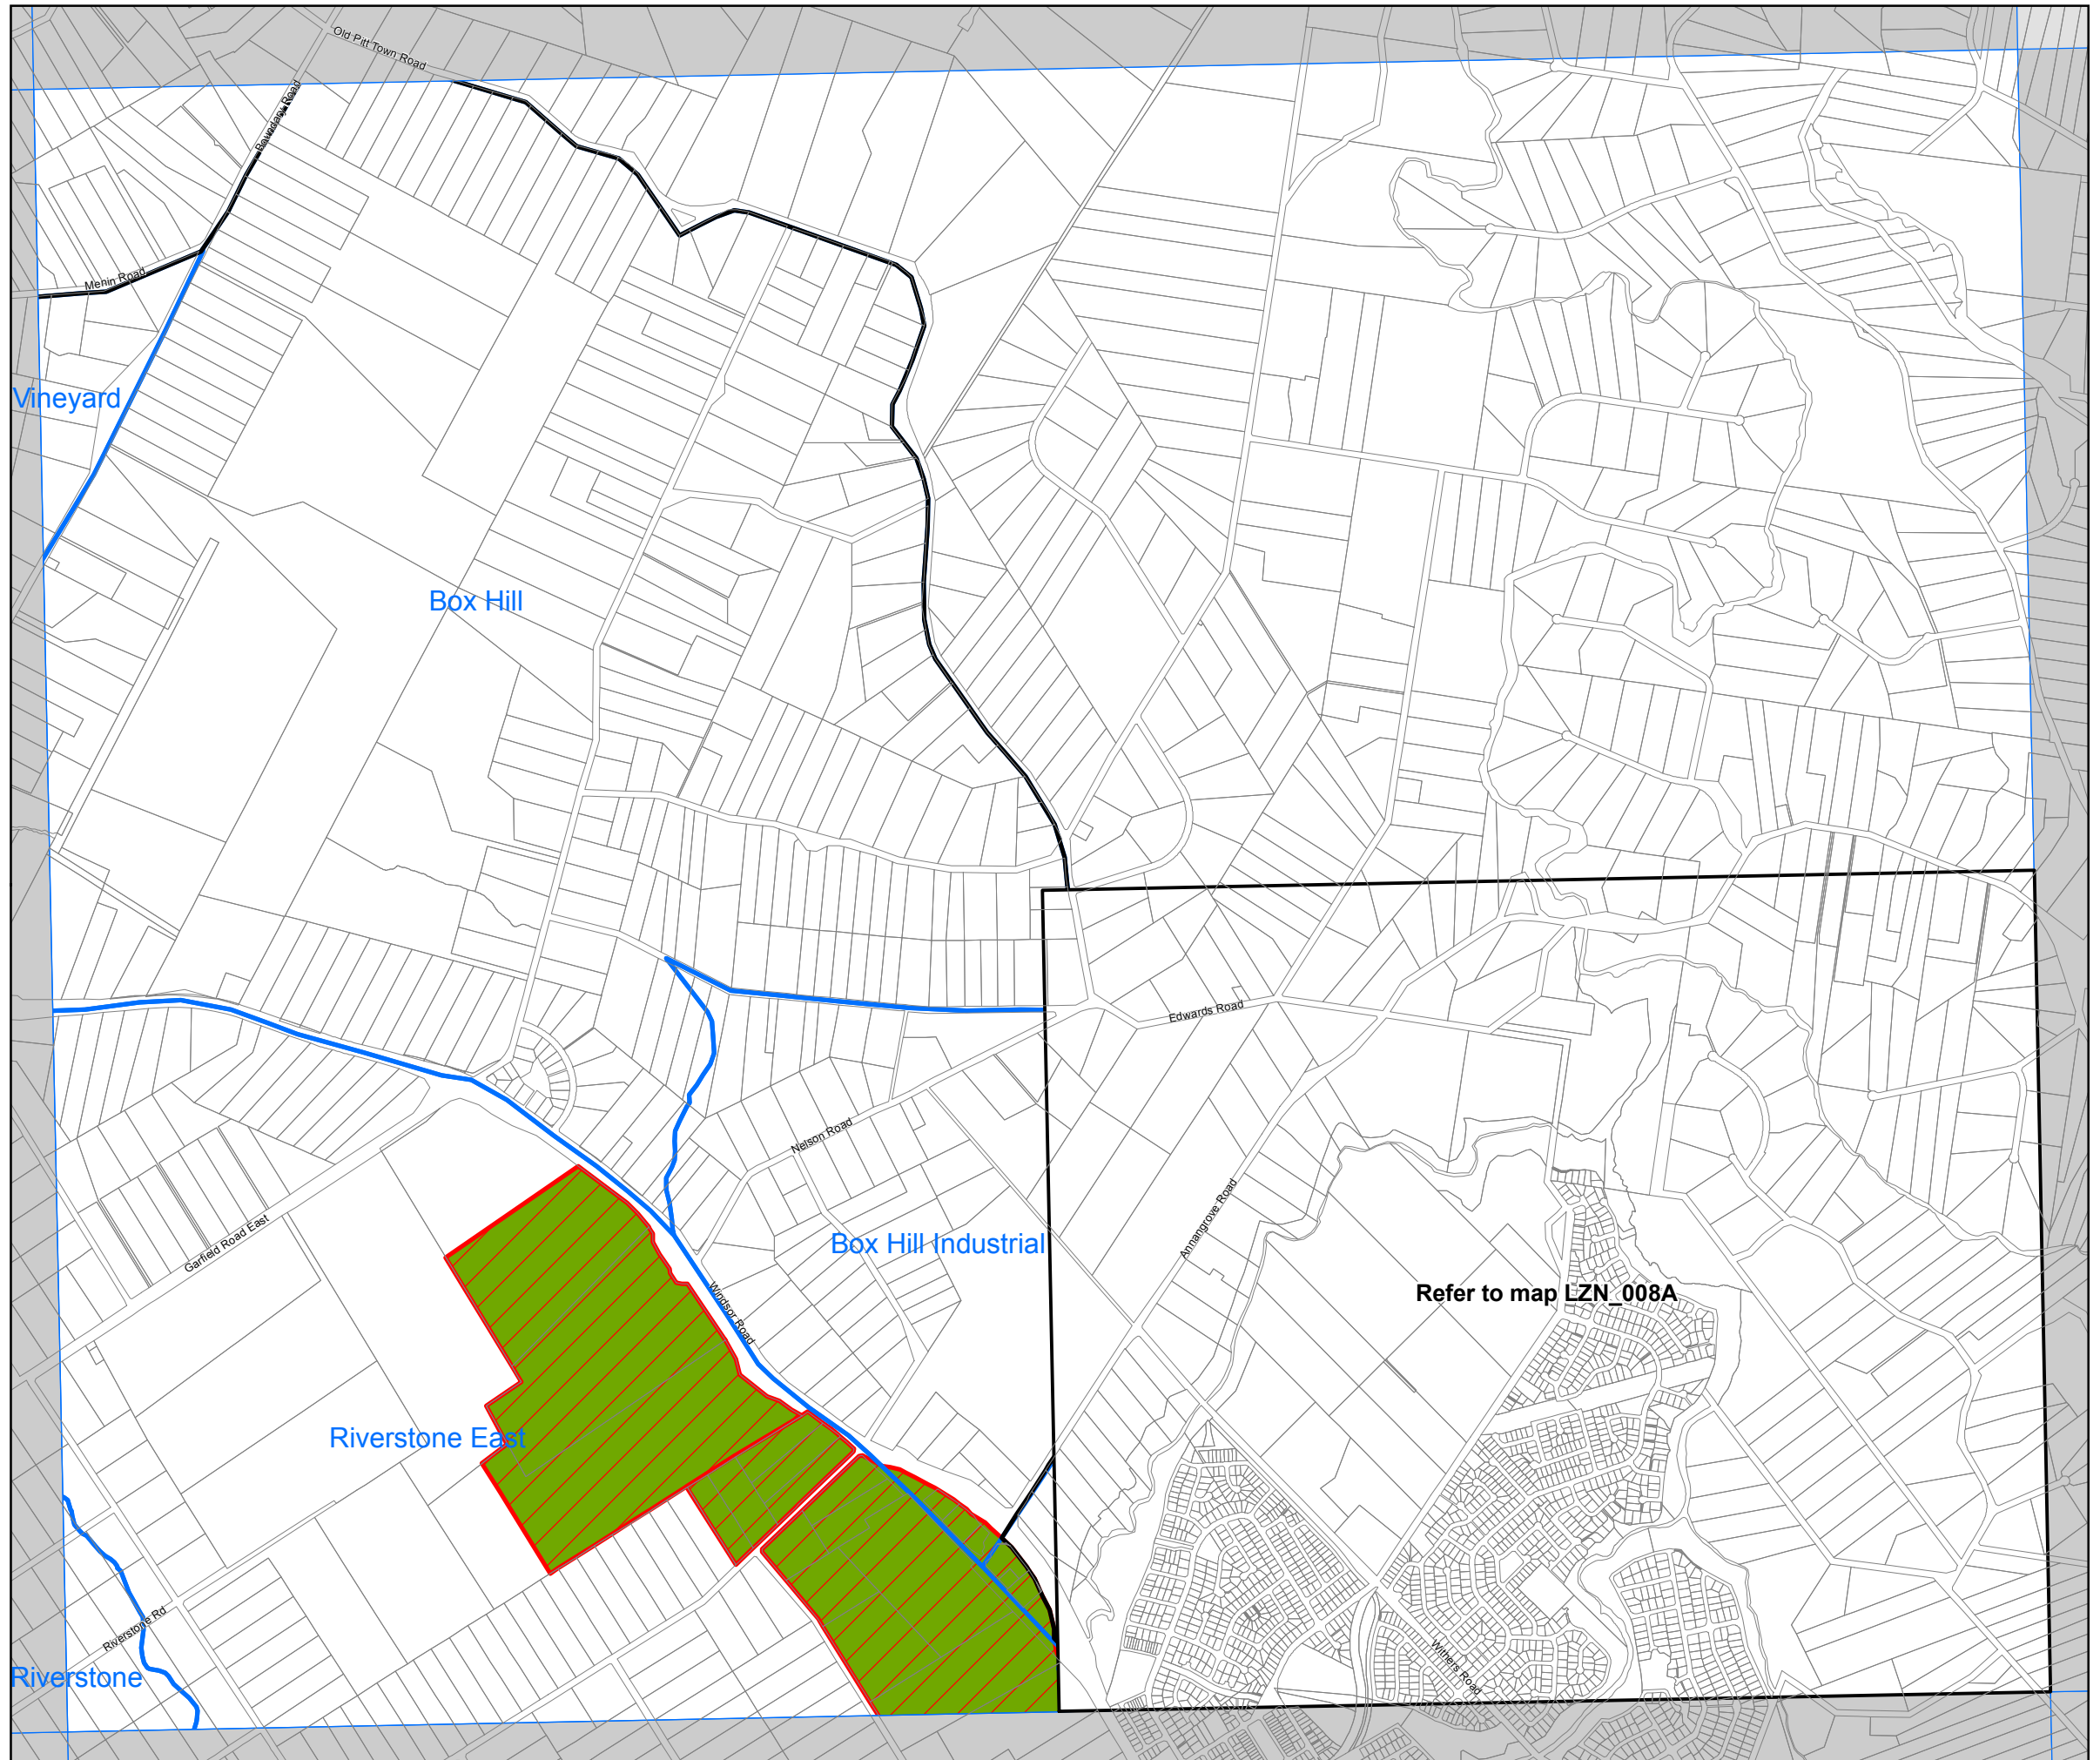 Old Pitt Town Road
Boundary Road
Menin Road
Vineyard
Box Hill
Edwards Road
Nelson Road
Annangrove Road
Garfield Road East
Box Hill Industrial
Windsor Road
Refer to map LZN_008A
Riverstone East
Riverstone Rd
Withers Road
Riverstone